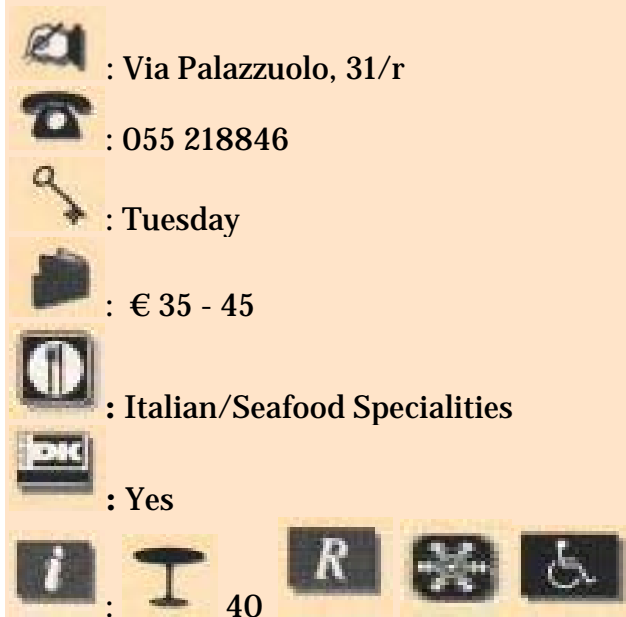 : Via Palazzuolo, 31/r
: 055 218846
: Tuesday
: € 35 - 45
: Italian/Seafood Specialities
: Yes
i : 40 R